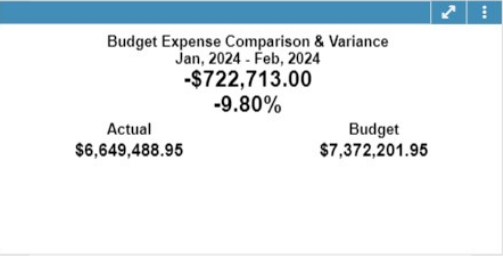 Budget Expense Comparison & Variance
Jan, 2024 - Feb, 2024
-$722,713.00
-9.80%
Actual Budget
$6,649,488.95 $7,372,201.95